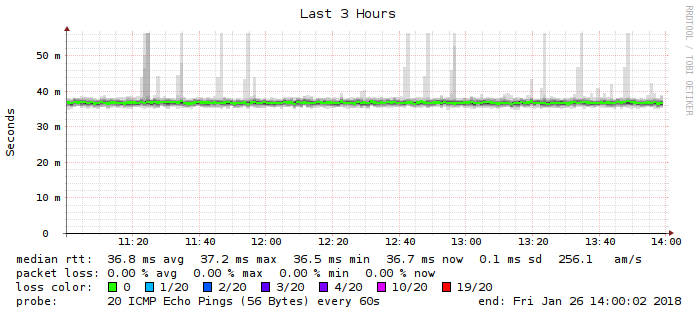 Last 3 Hours
RRDTOOL / TOBI OETIKER
Seconds
50 m
40 m
30 m
20 m
10 m
0
11:20 11:40 12:00 12:20 12:40 13:00 13:20 13:40 14:00
median rtt: 36.8 ms avg 37.2 ms max 36.5 ms min 36.7 ms now 0.1 ms sd 256.1 am/s
packet loss: 0.00 % avg 0.00 % max 0.00 % min 0.00 % now
loss color: 0 1/20 2/20 3/20 4/20 10/20 19/20
probe: 20 ICMP Echo Pings (56 Bytes) every 60s end: Fri Jan 26 14:00:02 2018